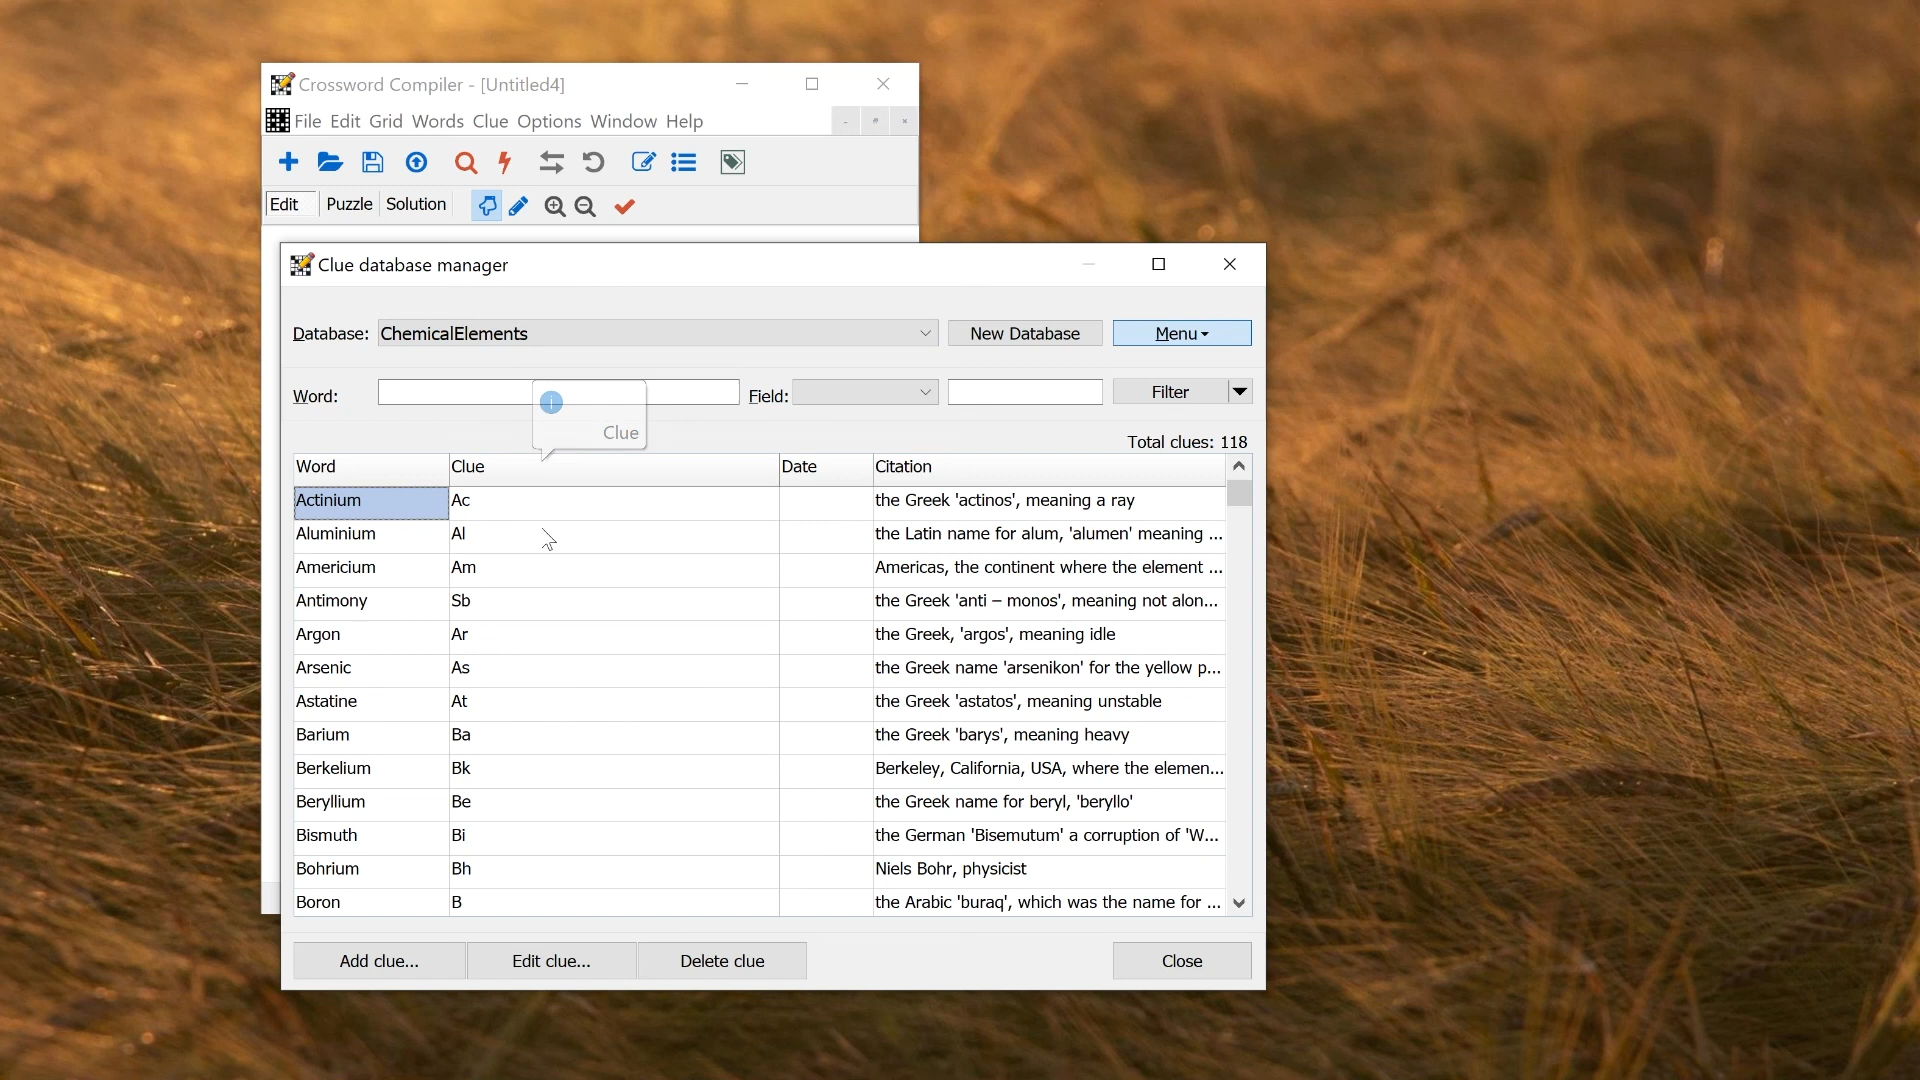 Crossword Compiler - [Untitled4]
File Edit Grid Words Clue Options Window Help
Edit Puzzle Solution
Clue database manager
Database: ChemicalElements New Database Menu
Word: Field: Filter
Clue
Total clues: 118
Word Clue Date Citation
Actinium Ac the Greek 'actinos', meaning a ray
Aluminium Al the Latin name for alum, 'alumen' meaning ...
Americium Am Americas, the continent where the element ...
Antimony Sb the Greek 'anti – monos', meaning not alon...
Argon Ar the Greek, 'argos', meaning idle
Arsenic As the Greek name 'arsenikon' for the yellow p...
Astatine At the Greek 'astatos', meaning unstable
Barium Ba the Greek 'barys', meaning heavy
Berkelium Bk Berkeley, California, USA, where the elemen...
Beryllium Be the Greek name for beryl, 'beryllo'
Bismuth Bi the German 'Bisemutum' a corruption of 'W...
Bohrium Bh Niels Bohr, physicist
Boron B the Arabic 'buraq', which was the name for ...
Add clue... Edit clue... Delete clue Close